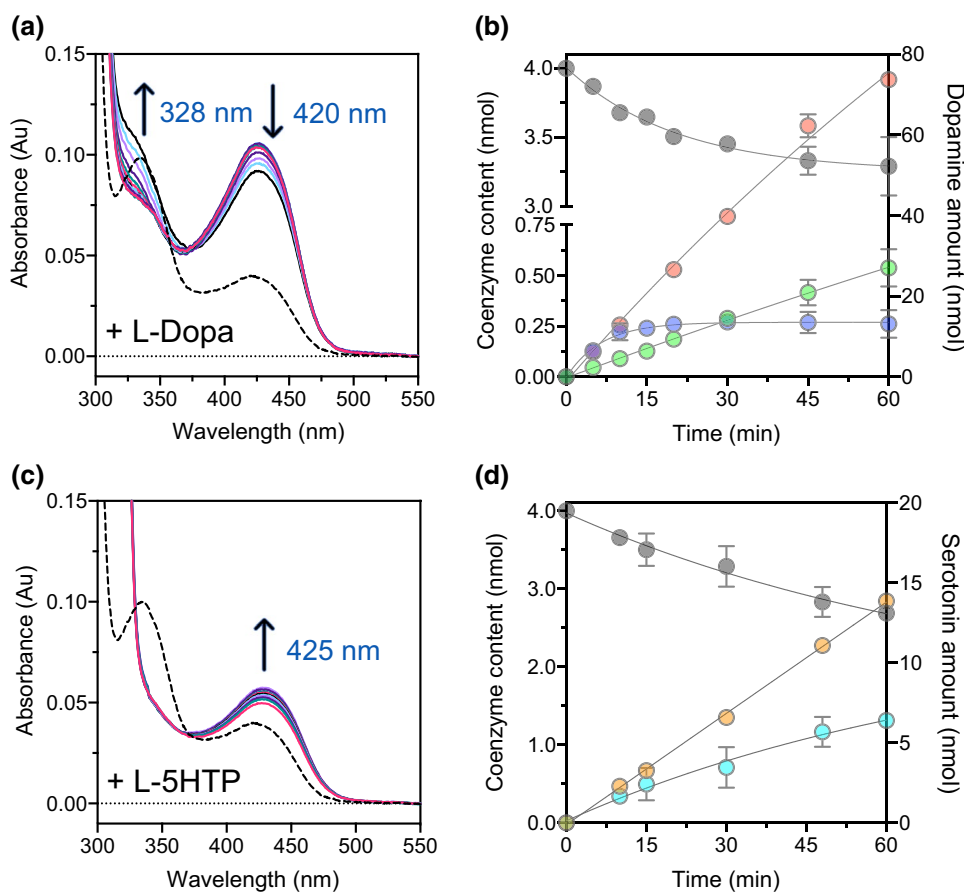 (a)
0.15
0.10
0.05
0.00
Absorbance (Au)
328 nm
420 nm
+ L-Dopa
300 350 400 450 500 550
Wavelength (nm)
(b)
4.0
3.5
3.0
0.75
0.50
0.25
0.00
Coenzyme content (nmol)
80
60
40
20
0
Dopamine amount (nmol)
0 15 30 45 60
Time (min)
(c)
0.15
0.10
0.05
0.00
Absorbance (Au)
425 nm
+ L-5HTP
300 350 400 450 500 550
Wavelength (nm)
(d)
4.0
3.0
2.0
1.0
0.0
Coenzyme content (nmol)
20
15
10
5
0
Serotonin amount (nmol)
0 15 30 45 60
Time (min)